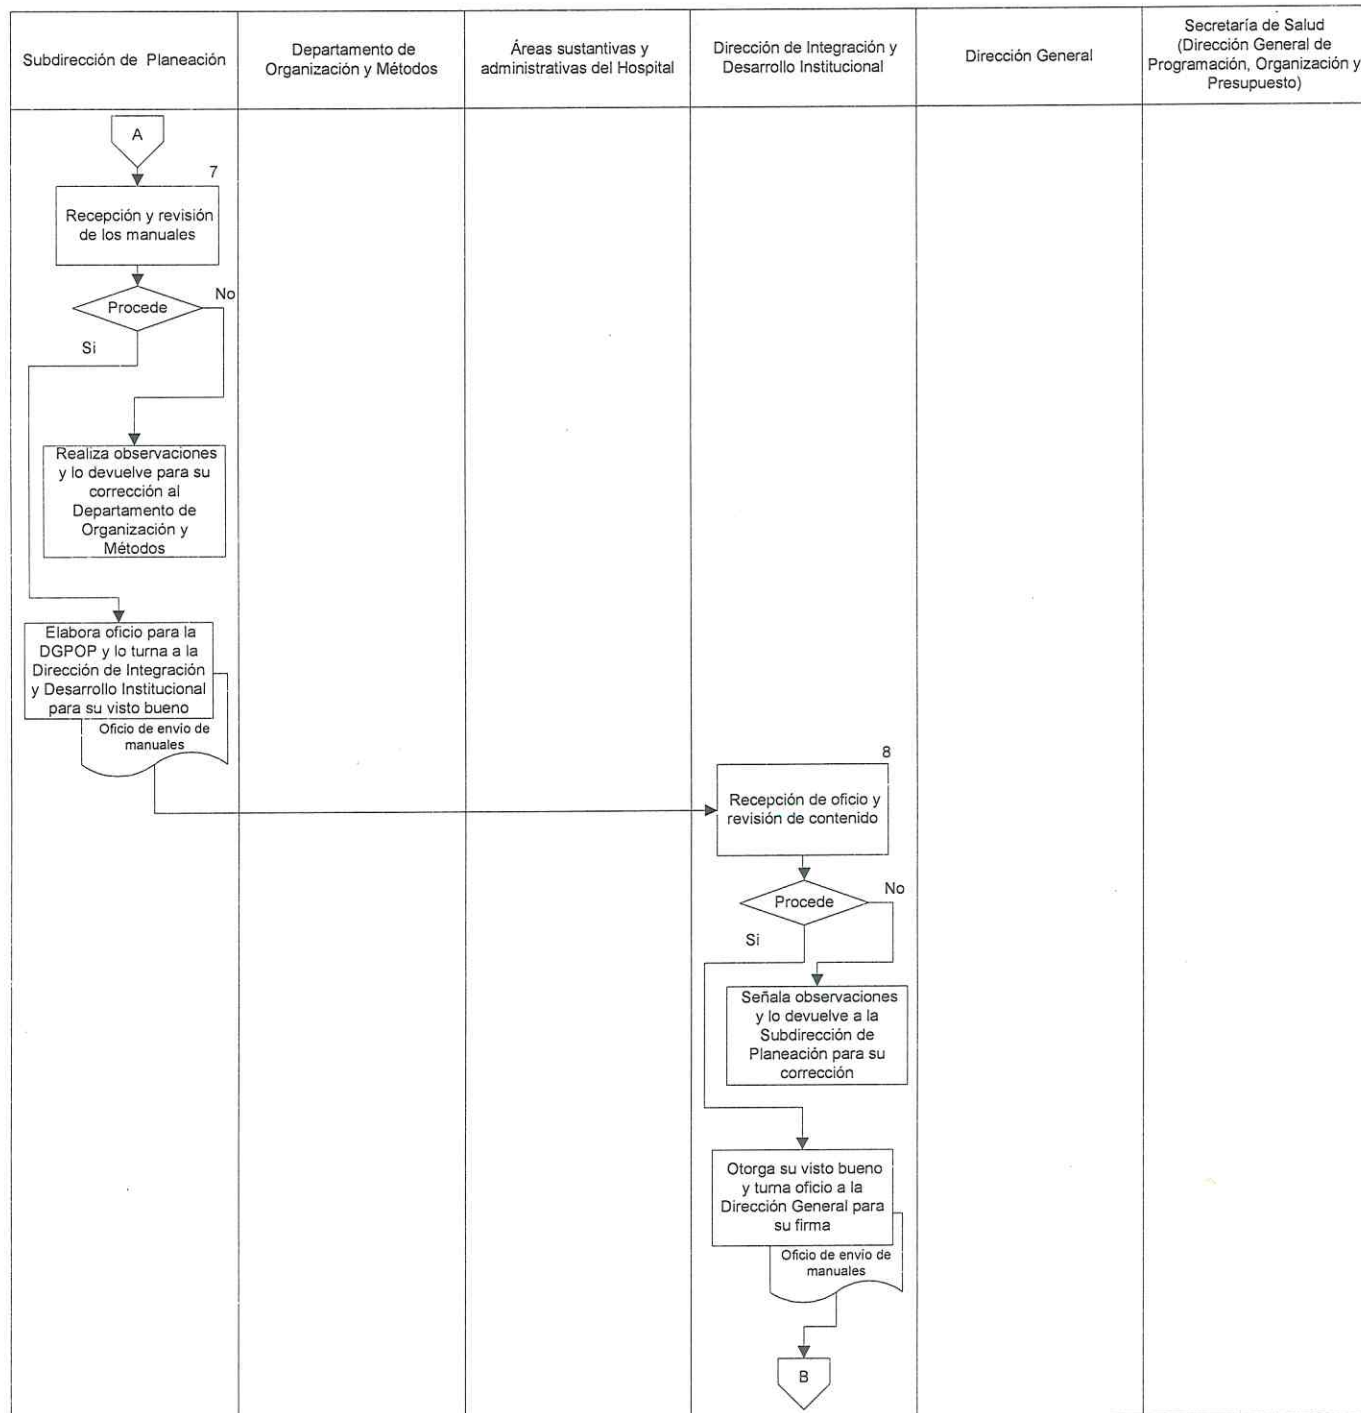 Subdirección de Planeación
Departamento de
Organización y Métodos
Áreas sustantivas y
administrativas del Hospital
Dirección de Integración y
Desarrollo Institucional
Dirección General
Secretaría de Salud
(Dirección General de
Programación, Organización y
Presupuesto)
A
7
Recepción y revisión
de los manuales
Procede
No
Si
Realiza observaciones
y lo devuelve para su
corrección al
Departamento de
Organización y
Métodos
Elabora oficio para la
DGPOP y lo turna a la
Dirección de Integración
y Desarrollo Institucional
para su visto bueno
Oficio de envío de
manuales
8
Recepción de oficio y
revisión de contenido
Procede
No
Si
Señala observaciones
y lo devuelve a la
Subdirección de
Planeación para su
corrección
Otorga su visto bueno
y turna oficio a la
Dirección General para
su firma
Oficio de envío de
manuales
B